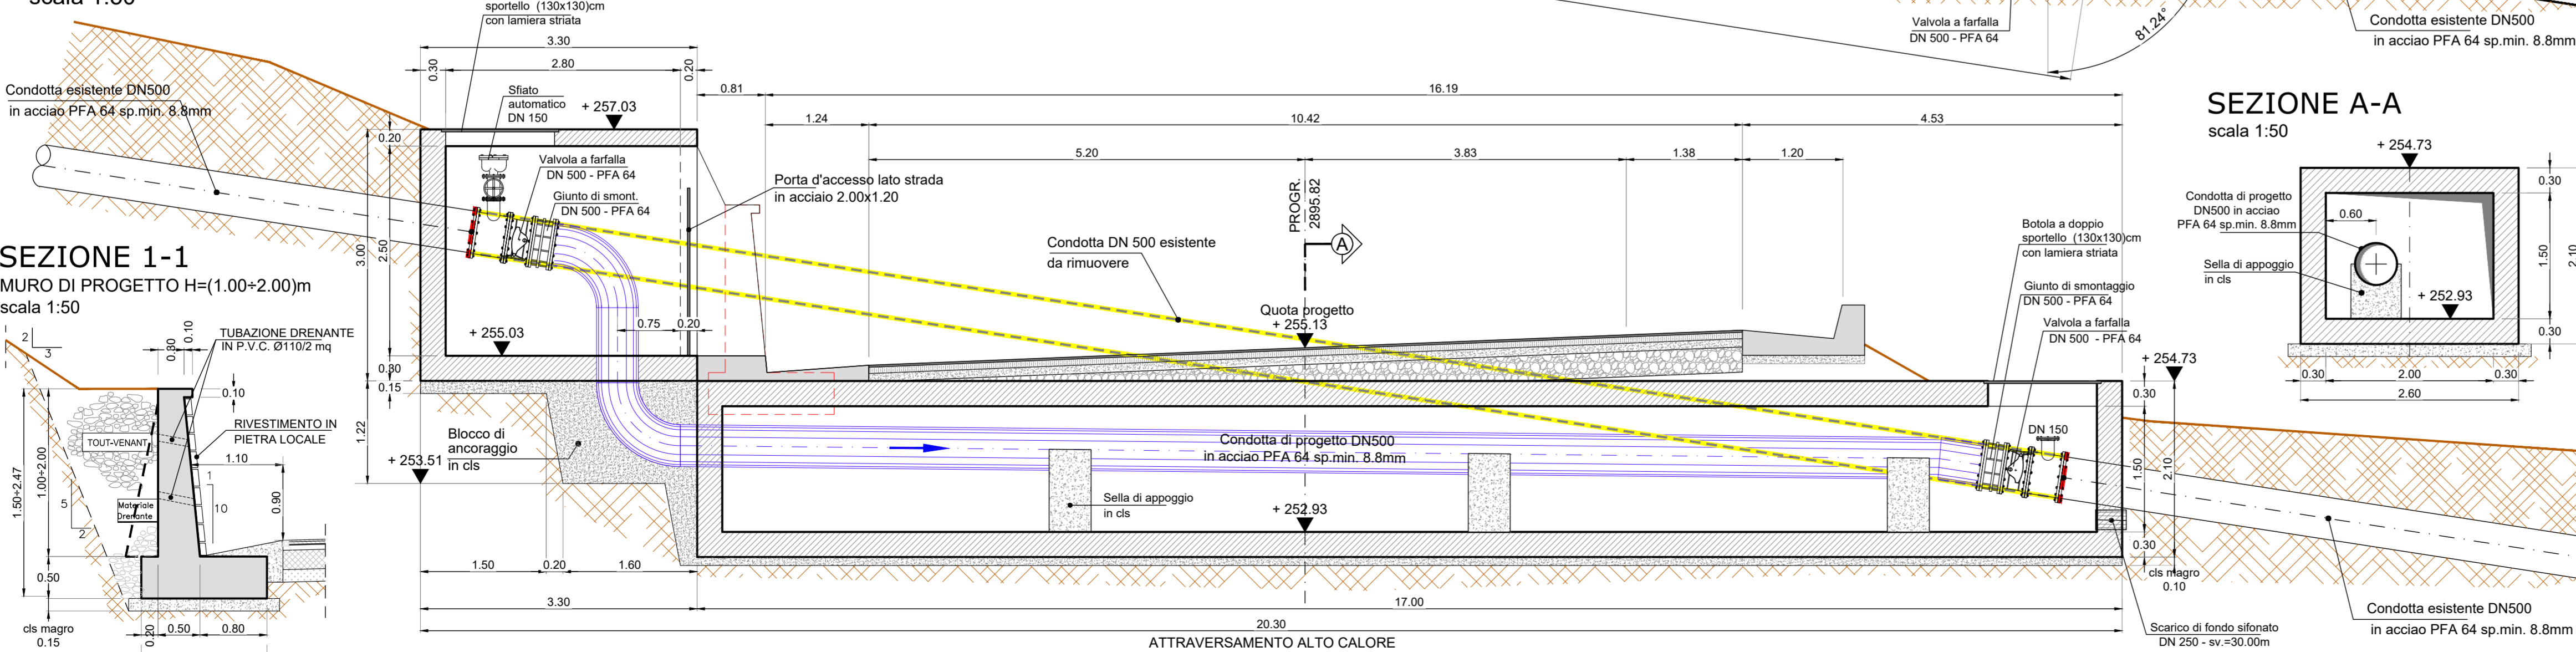 scala 1:50
sportello (130x130)cm
con lamiera striata
3.30
0.30
2.80
0.20
Condotta esistente DN500
in acciao PFA 64 sp.min. 8.8mm
Sfiato
automatico
DN 150
+ 257.03
0.81
16.19
1.24
10.42
4.53
5.20
3.83
1.38
1.20
0.20
3.00
2.50
Valvola a farfalla
DN 500 - PFA 64
Giunto di smont.
DN 500 - PFA 64
Porta d'accesso lato strada
in acciaio 2.00x1.20
PROGR.
2895.82
A
Condotta DN 500 esistente
da rimuovere
Quota progetto
+ 255.13
+ 255.03
0.75
0.20
0.30
0.15
1.22
+ 253.51
Blocco di
ancoraggio
in cls
Condotta di progetto DN500
in acciaio PFA 64 sp.min. 8.8mm
Sella di appoggio
in cls
+ 252.93
Botola a doppio
sportello (130x130)cm
con lamiera striata
Giunto di smontaggio
DN 500 - PFA 64
Valvola a farfalla
DN 500 - PFA 64
+ 254.73
DN 150
0.30
1.50
2.10
0.30
cls magro
0.10
1.50
0.20
1.60
3.30
17.00
20.30
ATTRAVERSAMENTO ALTO CALORE
Scarico di fondo sifonato
DN 250 - sv.=30.00m
Condotta esistente DN500
in acciao PFA 64 sp.min. 8.8mm
Valvola a farfalla
DN 500 - PFA 64
81.24°
Condotta esistente DN500
in acciao PFA 64 sp.min. 8.8mm
SEZIONE A-A
scala 1:50
+ 254.73
Condotta di progetto
DN500 in acciao
PFA 64 sp.min. 8.8mm
0.60
Sella di appoggio
in cls
+ 252.93
0.30
1.50
2.10
0.30
0.30
2.00
0.30
2.60
SEZIONE 1-1
MURO DI PROGETTO H=(1.00÷2.00)m
scala 1:50
2
3
0.30
0.10
TUBAZIONE DRENANTE
IN P.V.C. Ø110/2 mq
0.10
RIVESTIMENTO IN
PIETRA LOCALE
TOUT-VENANT
1.10
1.50÷2.47
1.00÷2.00
5
2
Materiale
Drenante
1
10
0.90
0.50
cls magro
0.15
0.20
0.50
0.80